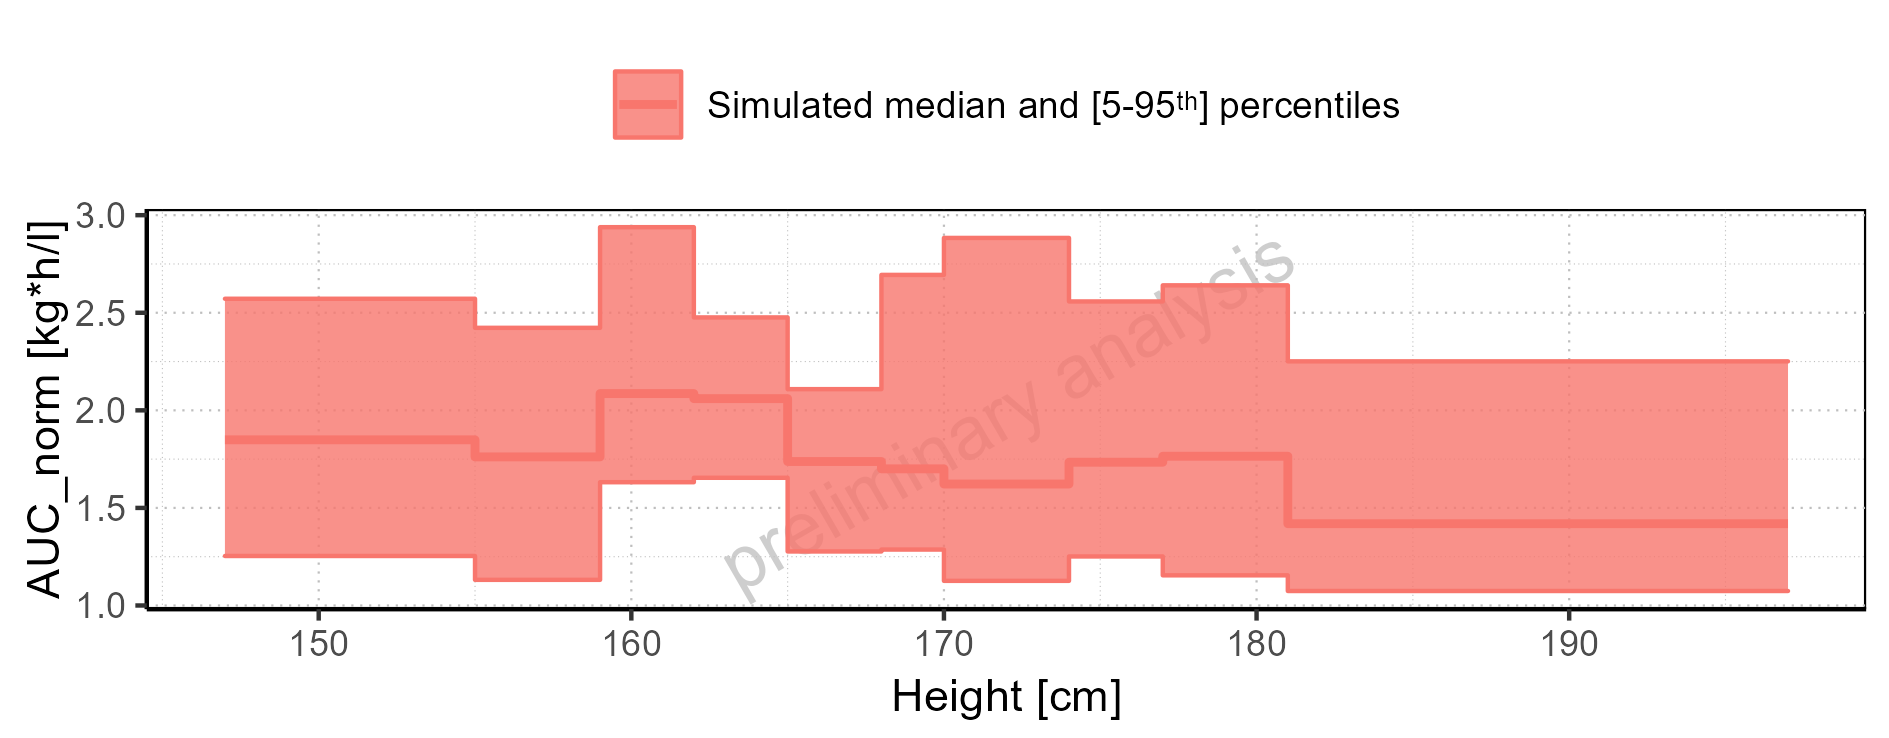 Simulated median and [5-95th] percentiles
AUC_norm [kg*h/l]
3.0
2.5
2.0
1.5
1.0
preliminary analysis
150 160 170 180 190
Height [cm]